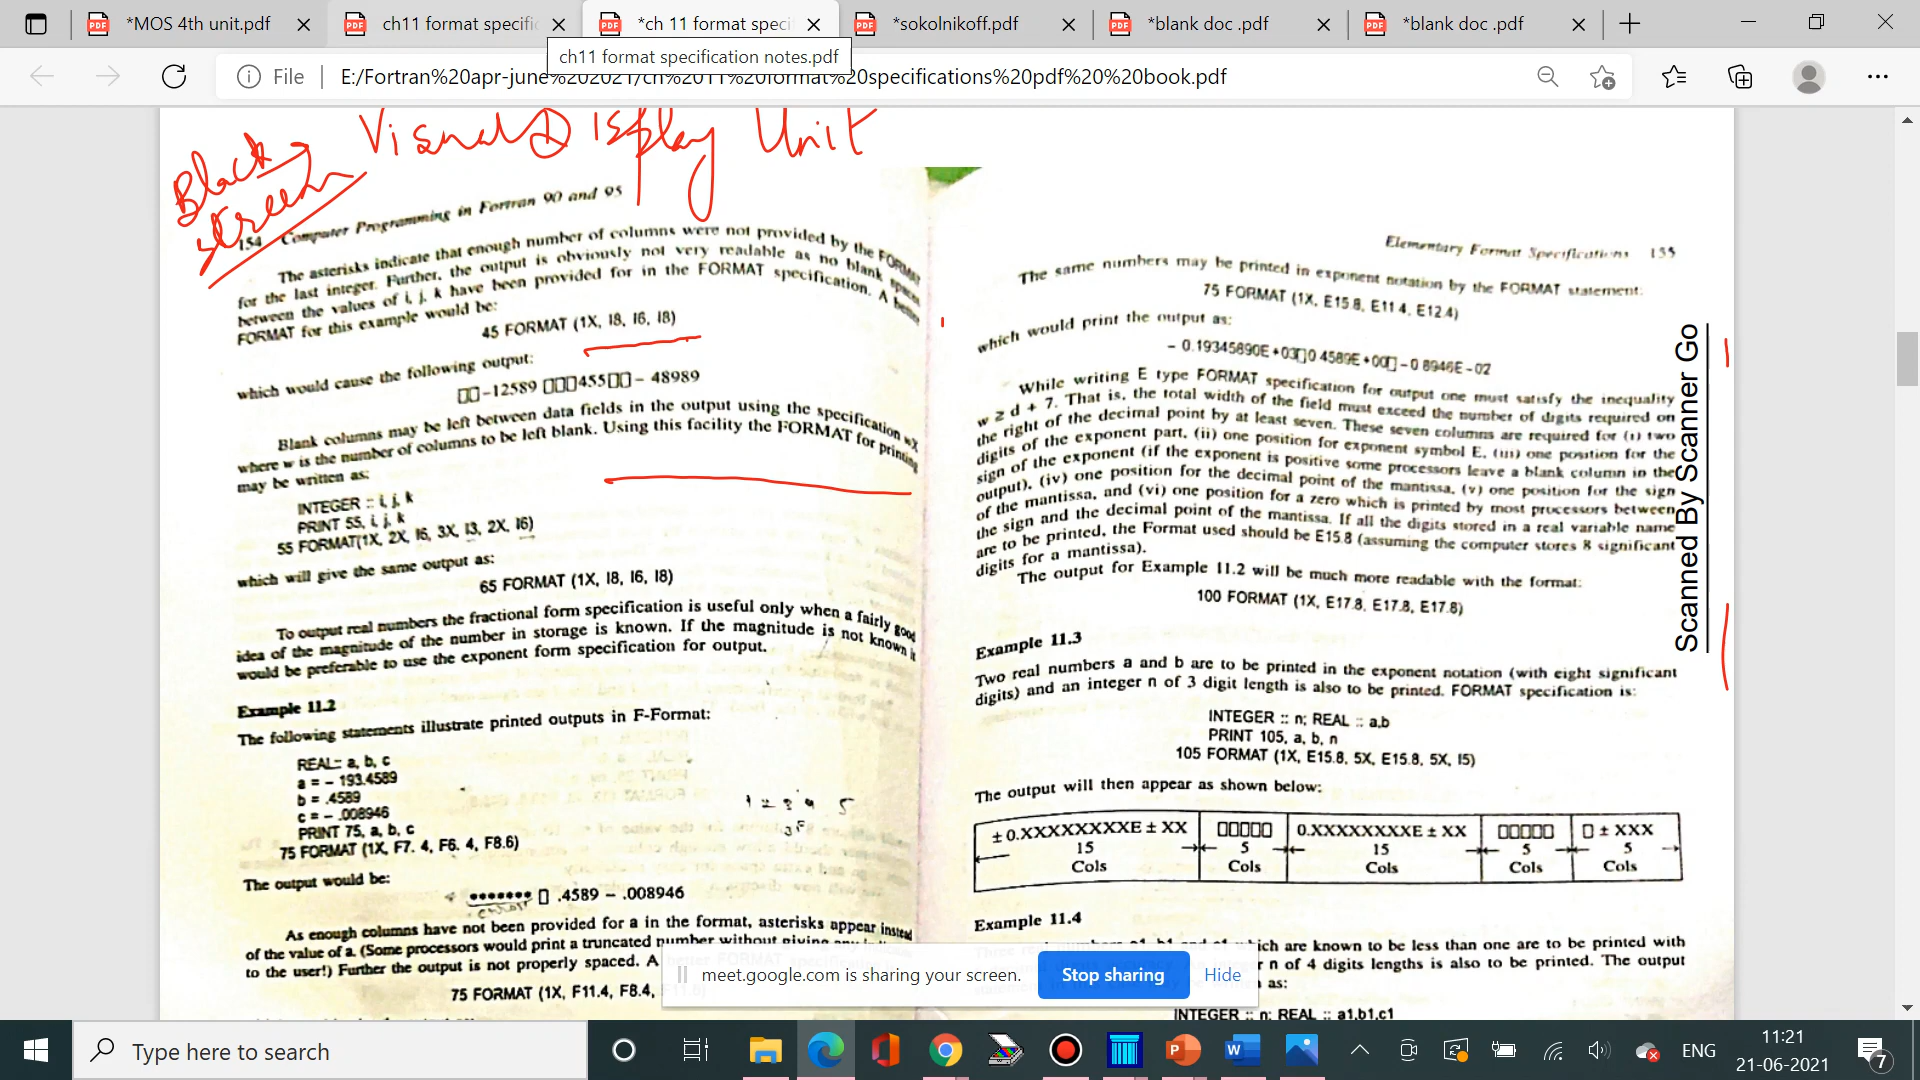 *MOS 4th unit.pdf
ch11 format specific
*ch 11 format speci
*sokolnikoff.pdf
*blank doc .pdf
*blank doc .pdf
ch11 format specification notes.pdf
File
E:/Fortran%20apr-june%202021/ch%2011%20format%20specifications%20pdf%20%20book.pdf
Visual Display Unit
Black
screen
154 Computer Programming in Fortran 90 and 95
The asterisks indicate that enough number of columns were not provided by the FORMAT
for the last integer. Further, the output is obviously not very readable as no blank spaces
between the values of i, j, k have been provided for in the FORMAT specification. A better
FORMAT for this example would be:
45 FORMAT (1X, I8, I6, I8)
which would cause the following output:
□□-12589 □□□455□□- 48989
Blank columns may be left between data fields in the output using the specification wX
where w is the number of columns to be left blank. Using this facility the FORMAT for printing
may be written as:
INTEGER :: i, j, k
PRINT 55, i, j, k
55 FORMAT(1X, 2X, I6, 3X, I3, 2X, I6)
which will give the same output as:
65 FORMAT (1X, I8, I6, I8)
To output real numbers the fractional form specification is useful only when a fairly good
idea of the magnitude of the number in storage is known. If the magnitude is not known it
would be preferable to use the exponent form specification for output.
Example 11.2
The following statements illustrate printed outputs in F-Format:
REAL:: a, b, c
a = - 193.4589
b = .4589
c = - .008946
PRINT 75, a, b, c
75 FORMAT (1X, F7. 4, F6. 4, F8.6)
The output would be:
******* □ .4589 - .008946
As enough columns have not been provided for a in the format, asterisks appear instead
of the value of a. (Some processors would print a truncated number without giving any
to the user!) Further the output is not properly spaced. A
75 FORMAT (1X, F11.4, F8.4,
Elementary Format Specifications 155
The same numbers may be printed in exponent notation by the FORMAT statement:
75 FORMAT (1X, E15.8, E11 4, E12.4)
which would print the output as:
- 0.19345890E +03□0 4589E +00□ - 0 8946E - 02
While writing E type FORMAT specification for output one must satisfy the inequality
w ≥ d + 7. That is, the total width of the field must exceed the number of digits required on
the right of the decimal point by at least seven. These seven columns are required for (i) two
digits of the exponent part, (ii) one position for exponent symbol E, (iii) one position for the
sign of the exponent (if the exponent is positive some processors leave a blank column in the
output), (iv) one position for the decimal point of the mantissa, (v) one position for the sign
of the mantissa, and (vi) one position for a zero which is printed by most processors between
the sign and the decimal point of the mantissa. If all the digits stored in a real variable name
are to be printed, the Format used should be E15.8 (assuming the computer stores 8 significant
digits for a mantissa).
The output for Example 11.2 will be much more readable with the format:
100 FORMAT (1X, E17.8, E17.8, E17.8)
Example 11.3
Two real numbers a and b are to be printed in the exponent notation (with eight significant
digits) and an integer n of 3 digit length is also to be printed. FORMAT specification is:
INTEGER :: n; REAL :: a,b
PRINT 105, a, b, n
105 FORMAT (1X, E15.8, 5X, E15.8, 5X, I5)
The output will then appear as shown below:
± 0.XXXXXXXXE ± XX □□□□□ 0.XXXXXXXXE ± XX □□□□□ □ ± XXX
15 5 15 5 5
Cols Cols Cols Cols Cols
Example 11.4
which are known to be less than one are to be printed with
n of 4 digits lengths is also to be printed. The output
as:
INTEGER :: n; REAL :: a1,b1,c1
Scanned By Scanner Go
meet.google.com is sharing your screen.
Stop sharing
Hide
Type here to search
ENG
11:21
21-06-2021
7